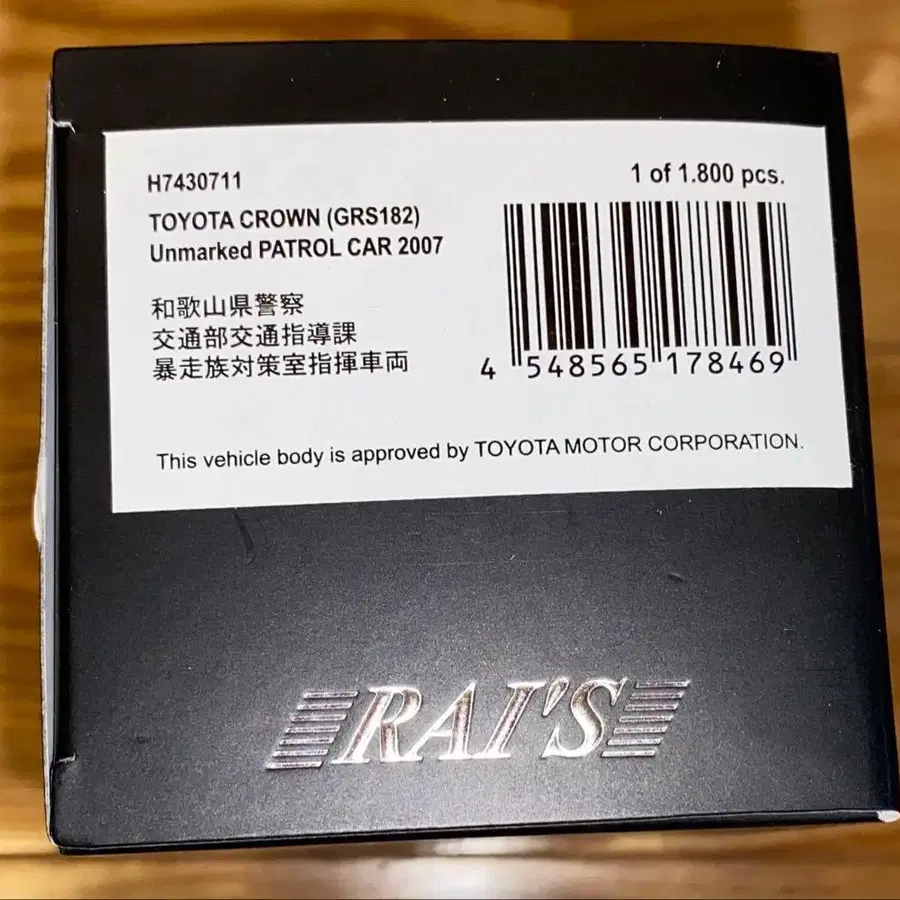 H7430711
1 of 1.800 pcs.
TOYOTA CROWN (GRS182)
Unmarked PATROL CAR 2007
和歌山県警察
交通部交通指導課
暴走族対策室指揮車両
4 548565 178469
This vehicle body is approved by TOYOTA MOTOR CORPORATION.
RAI'S